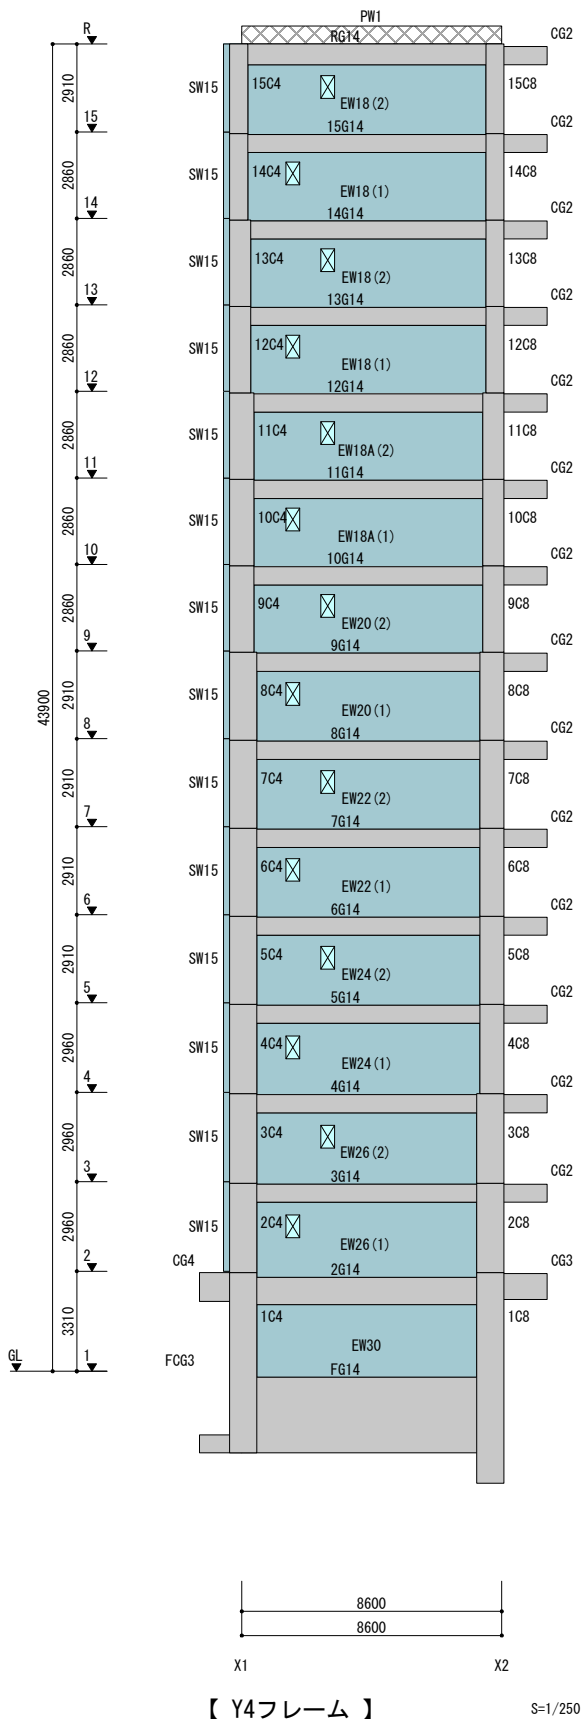 PW1
R
RG14
CG2
2910
SW15
15C4
EW18(2)
15C8
15
15G14
CG2
2860
SW15
14C4
EW18(1)
14C8
14
14G14
CG2
2860
SW15
13C4
EW18(2)
13C8
13
13G14
CG2
2860
SW15
12C4
EW18(1)
12C8
12
12G14
CG2
2860
SW15
11C4
EW18A(2)
11C8
11
11G14
CG2
2860
SW15
10C4
EW18A(1)
10C8
10
10G14
CG2
2860
SW15
9C4
EW20(2)
9C8
9
9G14
CG2
43900
2910
SW15
8C4
EW20(1)
8C8
8
8G14
CG2
2910
SW15
7C4
EW22(2)
7C8
7
7G14
CG2
2910
SW15
6C4
EW22(1)
6C8
6
6G14
CG2
2910
SW15
5C4
EW24(2)
5C8
5
5G14
CG2
2960
SW15
4C4
EW24(1)
4C8
4
4G14
CG2
2960
SW15
3C4
EW26(2)
3C8
3
3G14
CG2
2960
SW15
2C4
EW26(1)
2C8
2
CG4
2G14
CG3
3310
1C4
EW30
1C8
GL
1
FCG3
FG14
8600
8600
X1 X2
【 Y4フレーム 】
S=1/250